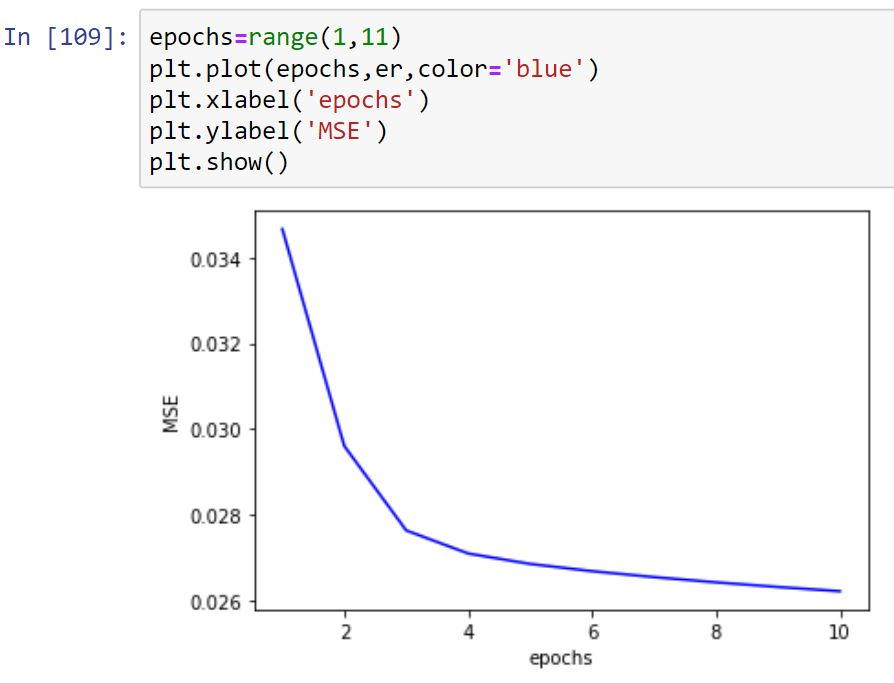 In [109]: epochs=range(1,11)
plt.plot(epochs,er,color='blue')
plt.xlabel('epochs')
plt.ylabel('MSE')
plt.show()
0.034
0.032
0.030
0.028
0.026
MSE
2 4 6 8 10
epochs